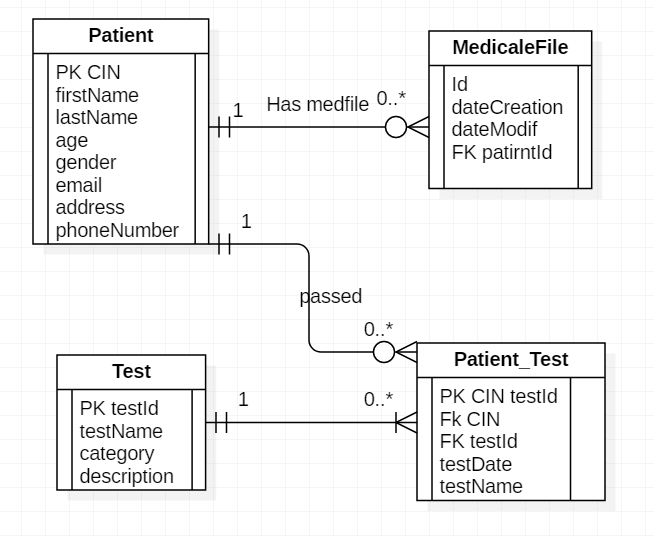 Patient
PK CIN
firstName
lastName
age
gender
email
address
phoneNumber
1
Has medfile
0..*
MedicaleFile
Id
dateCreation
dateModif
FK patirntId
1
passed
0..*
Test
PK testId
testName
category
description
1
0..*
Patient_Test
PK CIN testId
Fk CIN
FK testId
testDate
testName